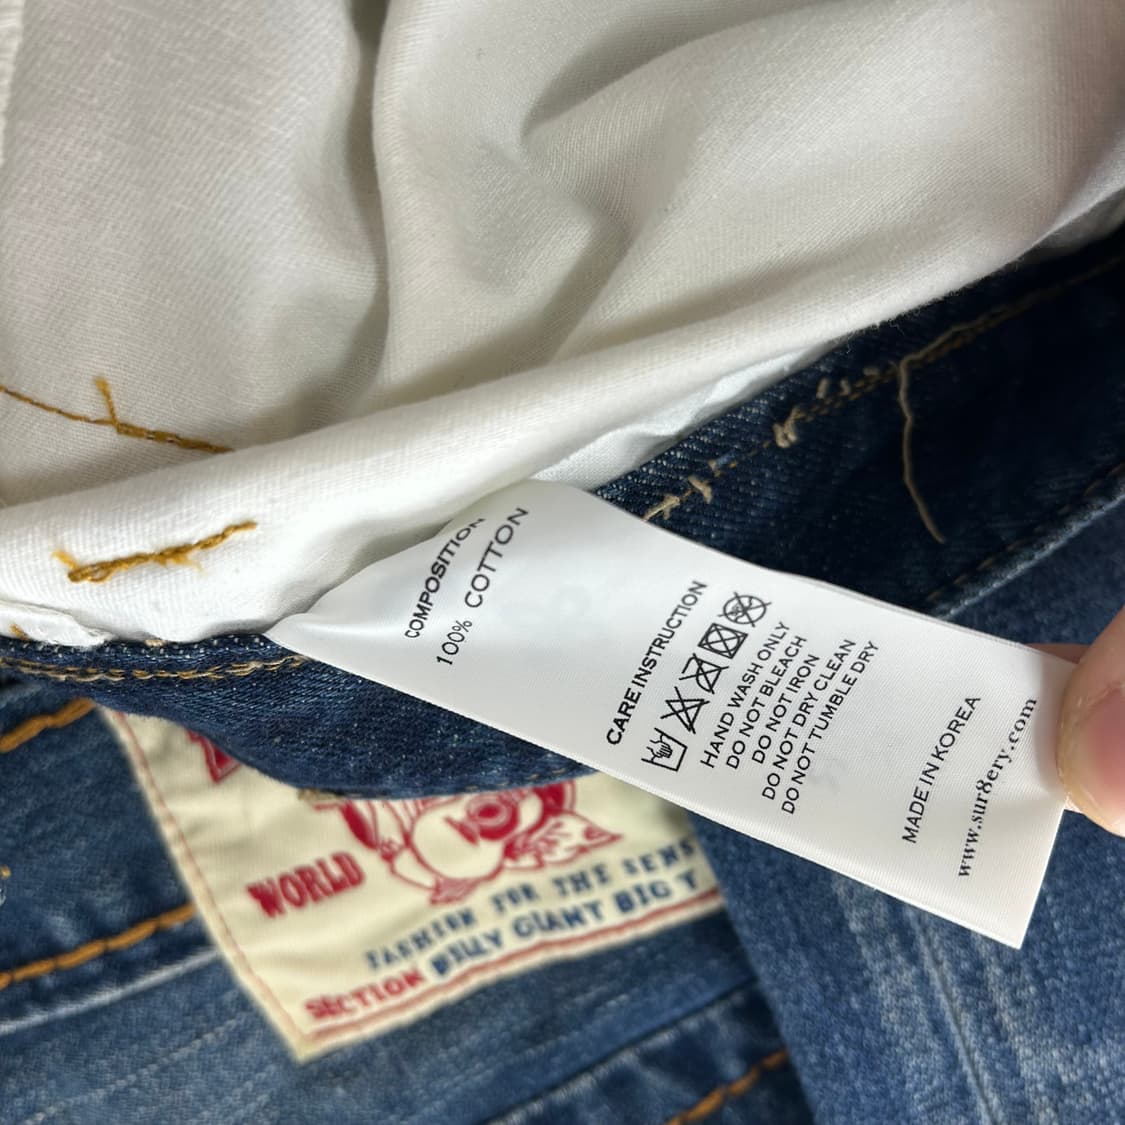 COMPOSITION
100% COTTON
CARE INSTRUCTION
HAND WASH ONLY
DO NOT BLEACH
DO NOT IRON
DO NOT DRY CLEAN
DO NOT TUMBLE DRY
MADE IN KOREA
www.sur8ery.com
WORLD
FASHION FOR THE SENS
SECTION BILLY GIANT BIG T